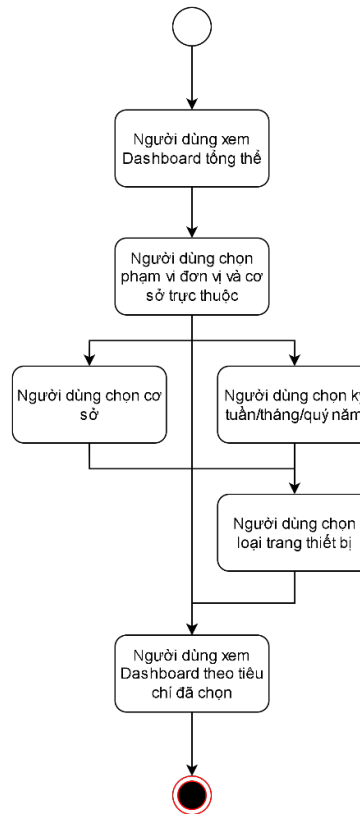 Người dùng xem
Dashboard tổng thể
Người dùng chọn
phạm vi đơn vị và cơ
sở trực thuộc
Người dùng chọn cơ
sở
Người dùng chọn kỳ
tuần/tháng/quý năm
Người dùng chọn
loại trang thiết bị
Người dùng xem
Dashboard theo tiêu
chí đã chọn